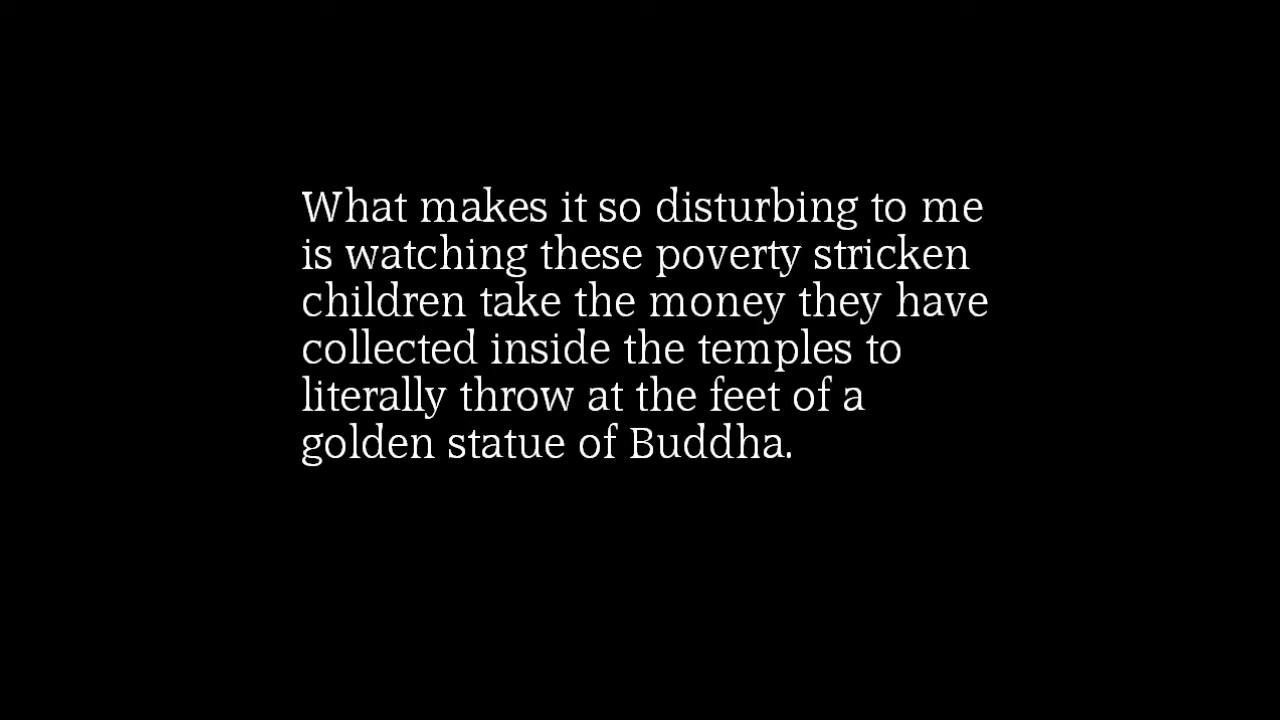 What makes it so disturbing to me
is watching these poverty stricken
children take the money they have
collected inside the temples to
literally throw at the feet of a
golden statue of Buddha.